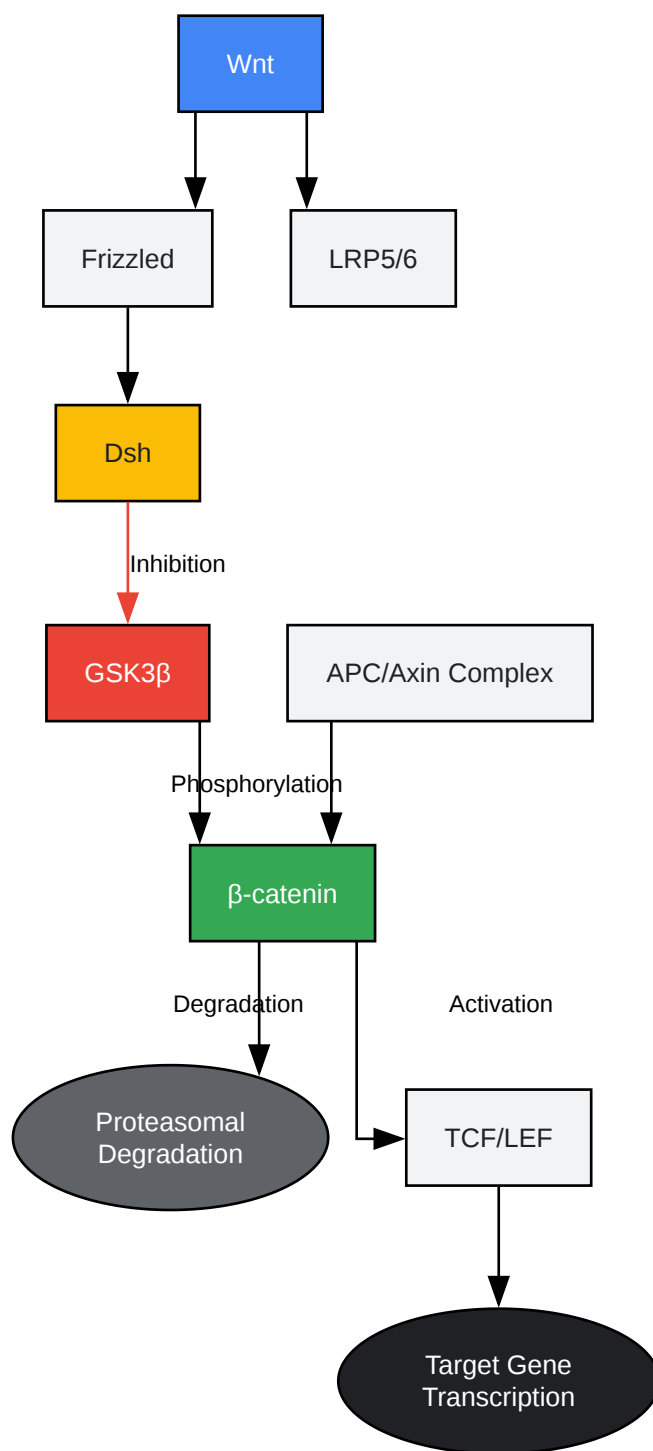 Wnt
Frizzled
LRP5/6
Dsh
Inhibition
GSK3β
APC/Axin Complex
Phosphorylation
β-catenin
Degradation
Activation
Proteasomal
Degradation
TCF/LEF
Target Gene
Transcription